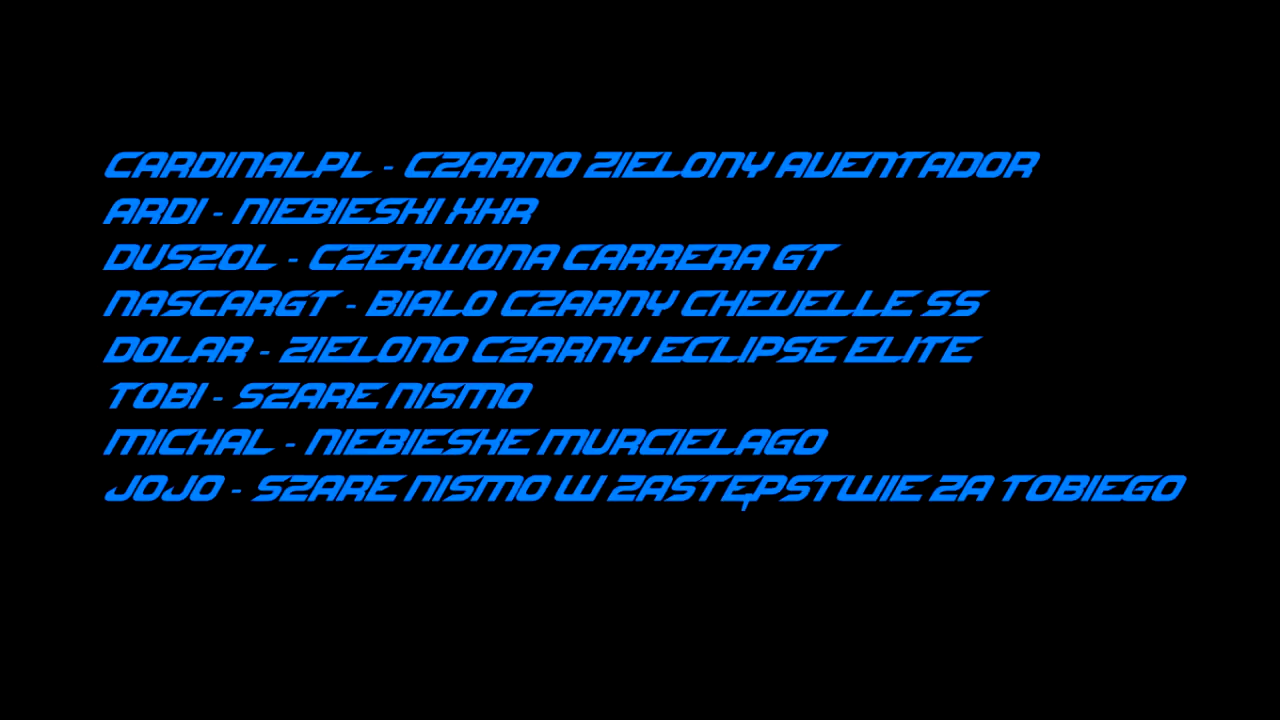 CARDINALPL - CZARNO ZIELONY AVENTADOR
ARDI - NIEBIESKI XKR
DUSZOL - CZERWONA CARRERA GT
NASCARGT - BIALO CZARNY CHEVELLE SS
DOLAR - ZIELONO CZARNY ECLIPSE ELITE
TOBI - SZARE NISMO
MICHAL - NIEBIESKE MURCIELAGO
JOJO - SZARE NISMO W ZASTĘPSTWIE ZA TOBIEGO